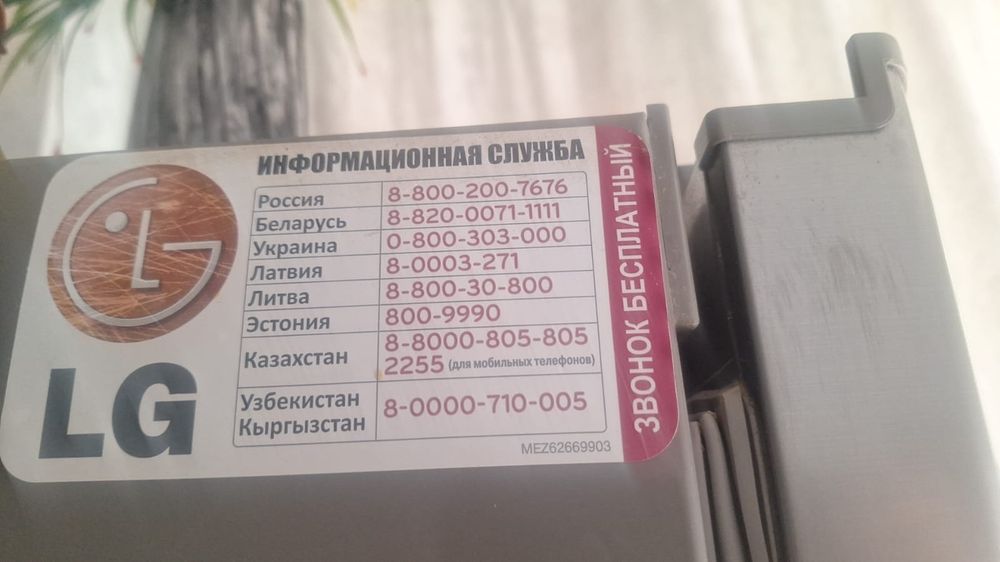 LG
ИНФОРМАЦИОННАЯ СЛУЖБА
Россия 8-800-200-7676
Беларусь 8-820-0071-1111
Украина 0-800-303-000
Латвия 8-0003-271
Литва 8-800-30-800
Эстония 800-9990
Казахстан 8-8000-805-805
2255 (для мобильных телефонов)
Узбекистан
Кыргызстан 8-0000-710-005
MEZ62669903
ЗВОНОК БЕСПЛАТНЫЙ